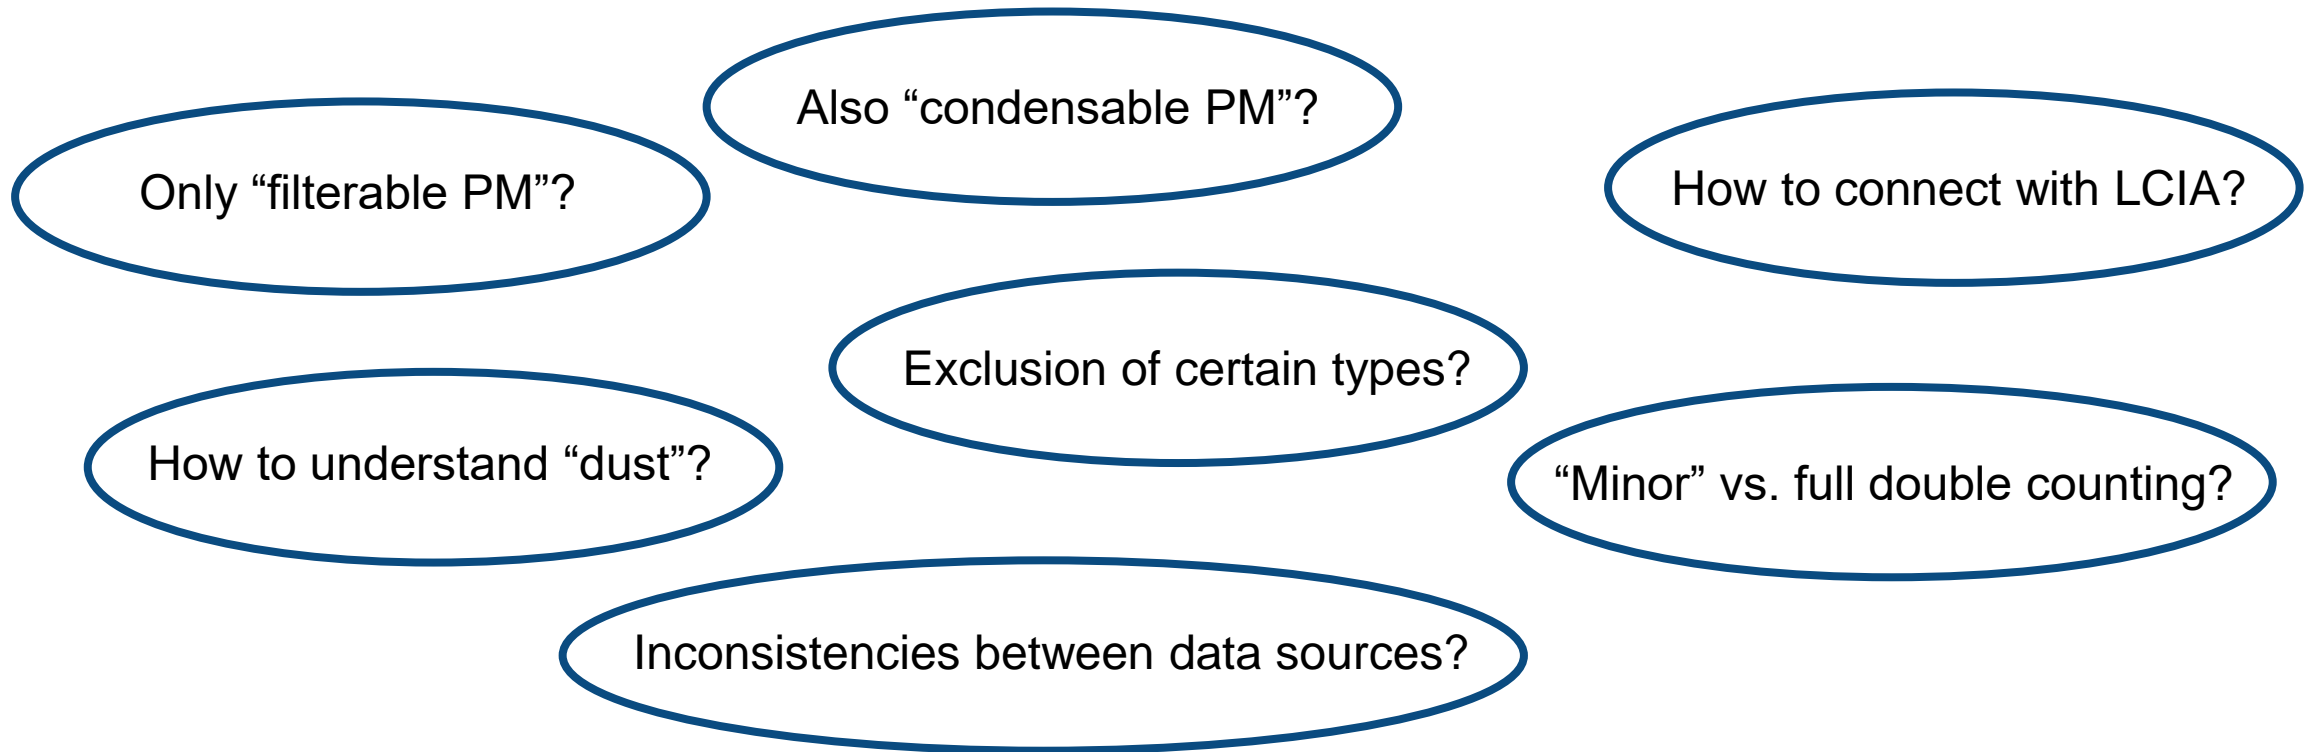 Also “condensable PM”?
Only “filterable PM”?
How to connect with LCIA?
Exclusion of certain types?
How to understand “dust”?
“Minor” vs. full double counting?
Inconsistencies between data sources?